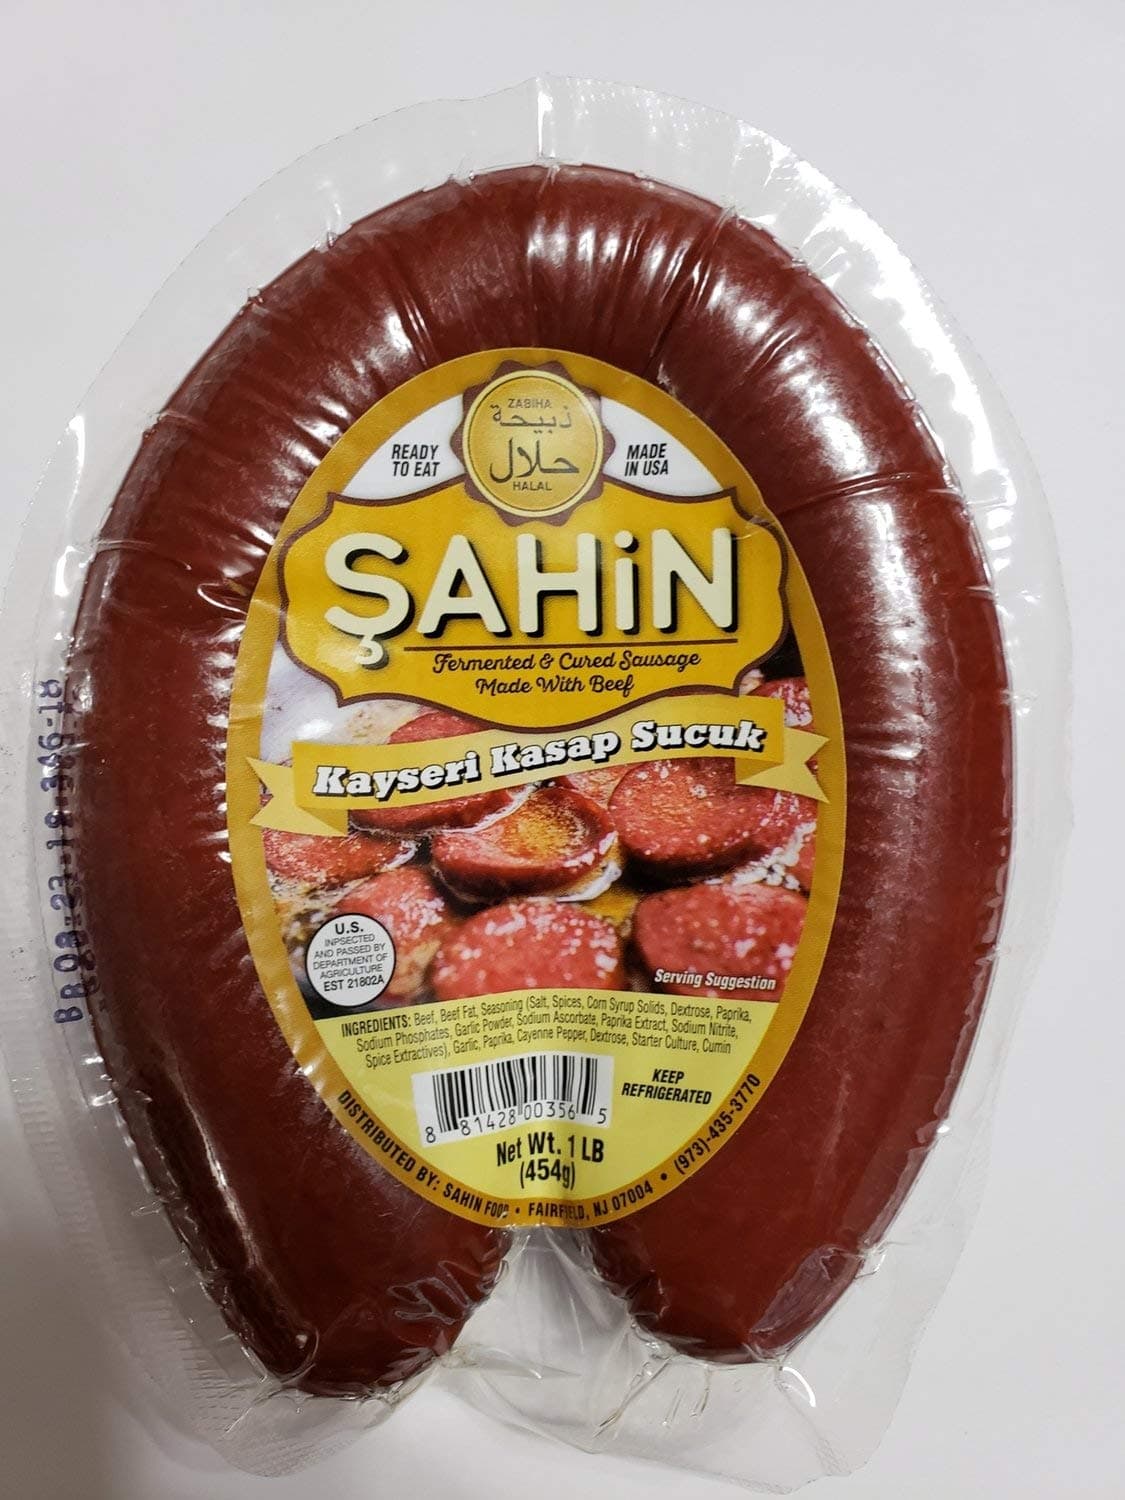 ZABIHA
ذبيحة
حلال
HALAL
READY
TO EAT
MADE
IN USA
ŞAHiN
Fermented & Cured Sausage
Made With Beef
Kayseri Kasap Sucuk
U.S.
INPSECTED
AND PASSED BY
DEPARTMENT OF
AGRICULTURE
EST 21802A
Serving Suggestion
INGREDIENTS: Beef, Beef Fat, Seasoning (Salt, Spices, Corn Syrup Solids, Dextrose, Paprika,
Sodium Phosphates, Garlic Powder, Sodium Ascorbate, Paprika Extract, Sodium Nitrite,
Spice Extractives), Garlic, Paprika, Cayenne Pepper, Dextrose, Starter Culture, Cumin
8 81428 00356 5
KEEP
REFRIGERATED
Net Wt. 1 LB
(454g)
DISTRIBUTED BY: SAHIN FOOD • FAIRFIELD, NJ 07004 • (973)-435-3770